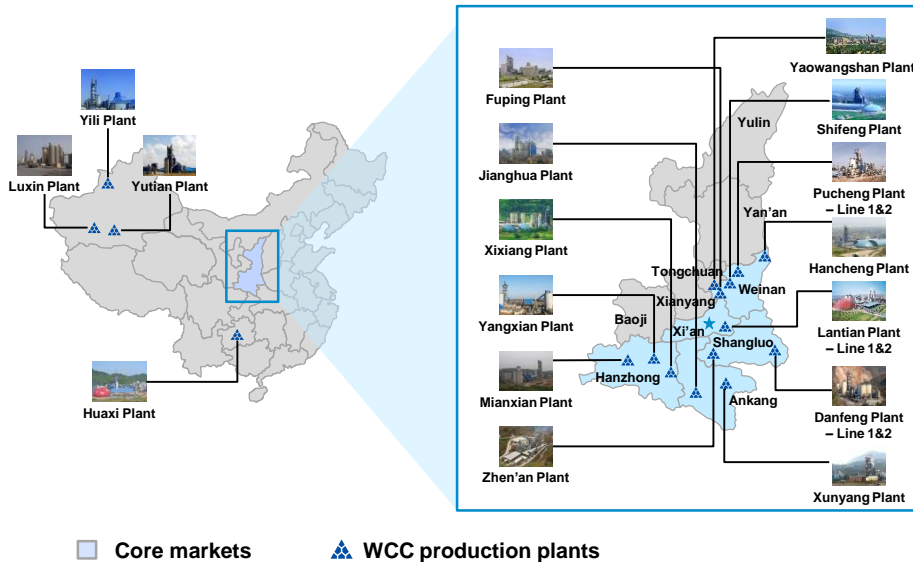 Yili Plant
Luxin Plant
Yutian Plant
Huaxi Plant
Fuping Plant
Jianghua Plant
Xixiang Plant
Yangxian Plant
Mianxian Plant
Zhen'an Plant
Yulin
Yan'an
Tongchuan
Xianyang
Weinan
Baoji
Xi'an
Shangluo
Hanzhong
Ankang
Yaowangshan Plant
Shifeng Plant
Pucheng Plant
– Line 1&2
Hancheng Plant
Lantian Plant
– Line 1&2
Danfeng Plant
– Line 1&2
Xunyang Plant
Core markets
WCC production plants